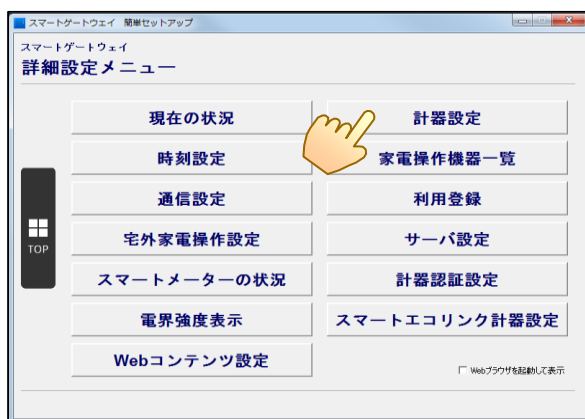 スマートゲートウェイ 簡単セットアップ
スマートゲートウェイ
詳細設定メニュー
現在の状況
計器設定
時刻設定
家電操作機器一覧
通信設定
利用登録
宅外家電操作設定
サーバ設定
スマートメーターの状況
計器認証設定
電界強度表示
スマートエコリンク計器設定
Webコンテンツ設定
TOP
Webブラウザを起動して表示